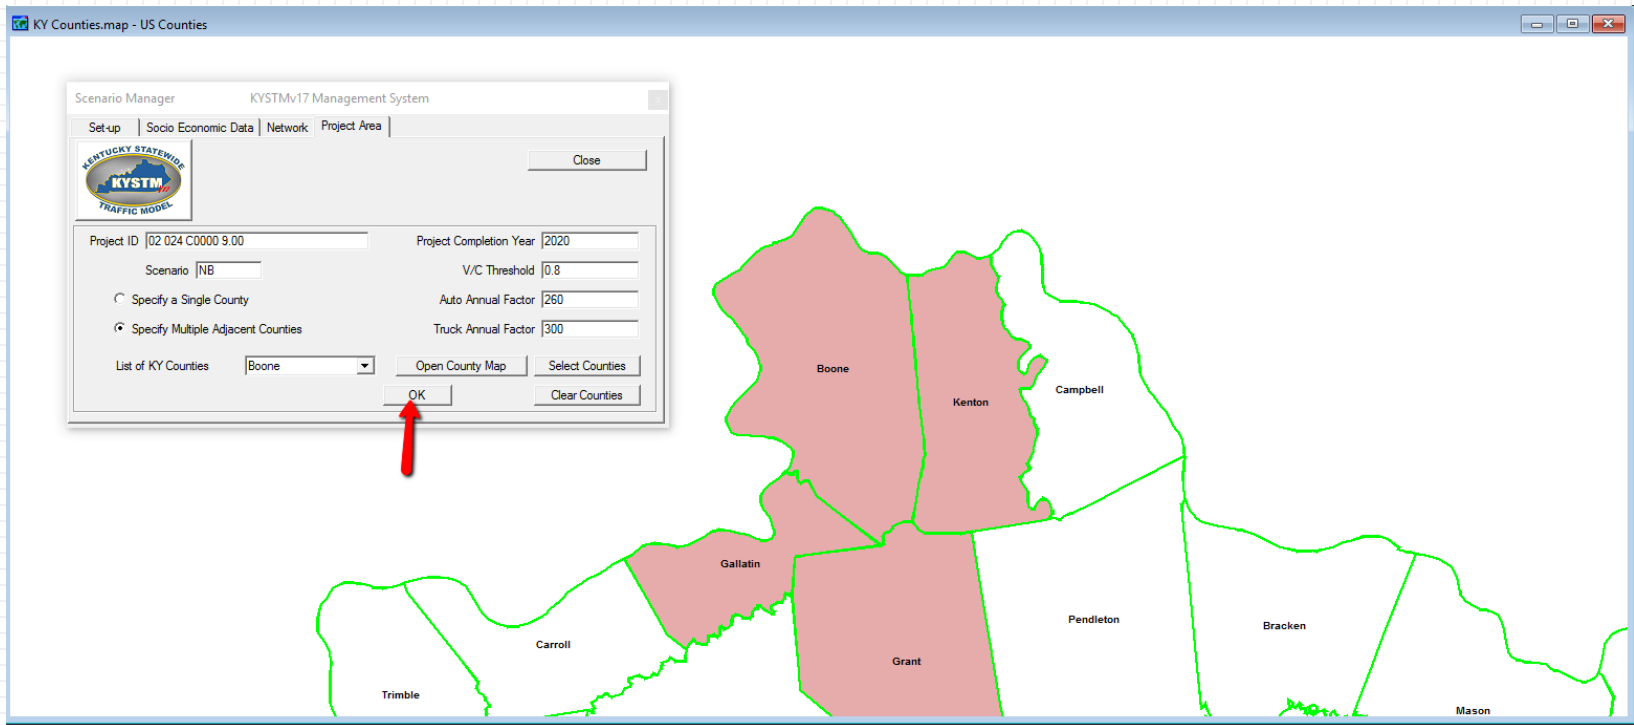 KY Counties.map - US Counties
Scenario Manager KYSTMv17 Management System
Set-up Socio Economic Data Network Project Area
KENTUCKY STATEWIDE
KYSTM
TRAFFIC MODEL
Close
Project ID 02 024 C0000 9.00 Project Completion Year 2020
Scenario NB V/C Threshold 0.8
Specify a Single County Auto Annual Factor 260
Specify Multiple Adjacent Counties Truck Annual Factor 300
List of KY Counties Boone Open County Map Select Counties
OK Clear Counties
Boone
Kenton
Campbell
Gallatin
Carroll
Trimble
Grant
Pendleton
Bracken
Mason